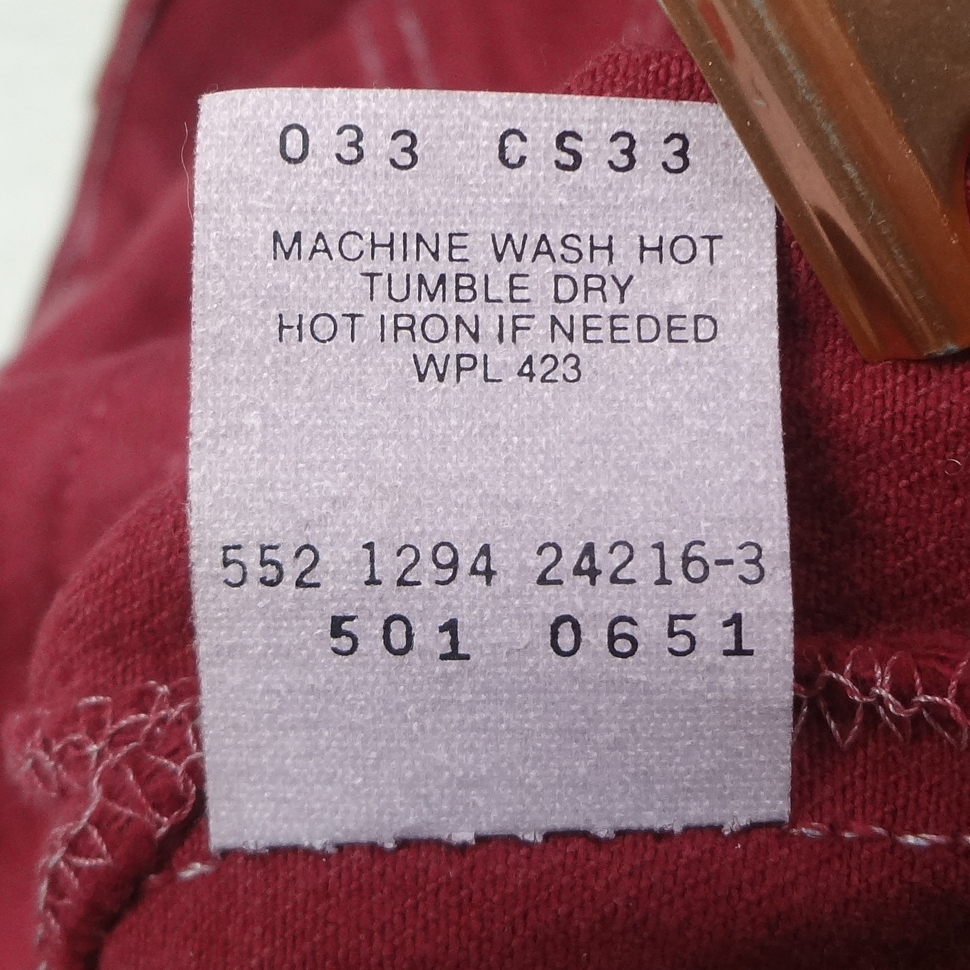 033 CS33
MACHINE WASH HOT
TUMBLE DRY
HOT IRON IF NEEDED
WPL 423
552 1294 24216-3
501 0651